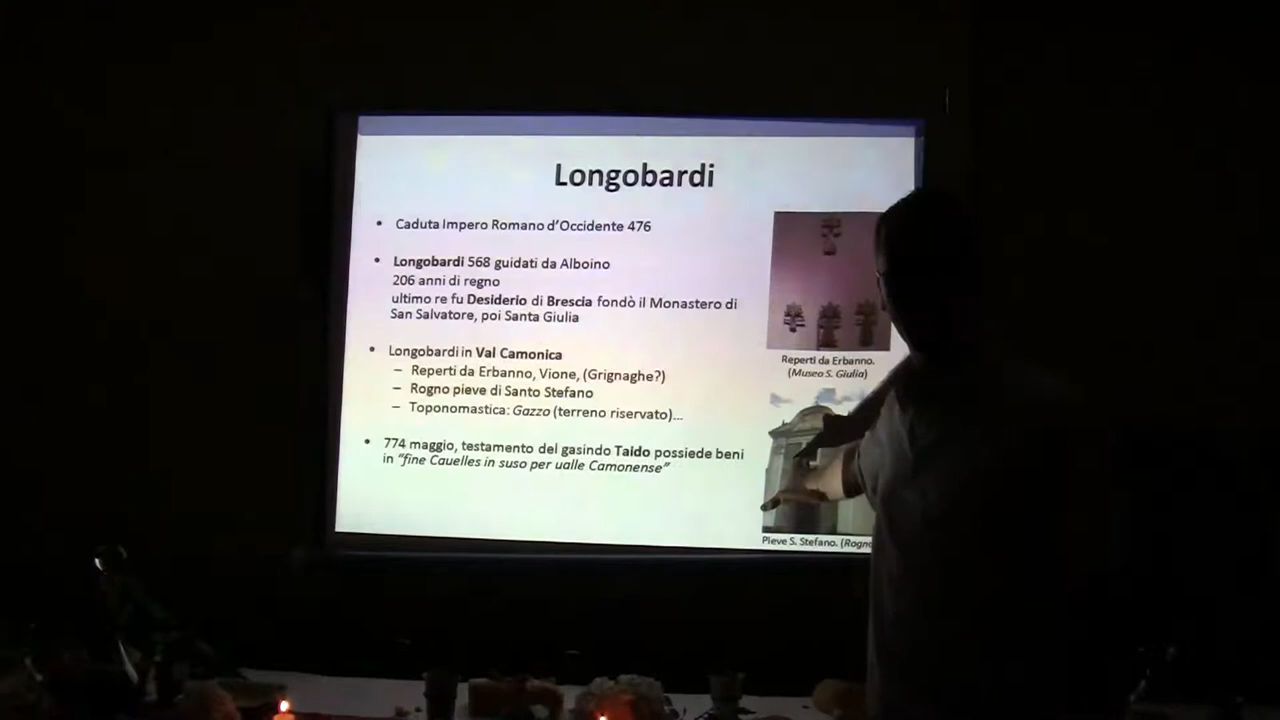 Longobardi
• Caduta Impero Romano d'Occidente 476
• Longobardi 568 guidati da Alboino
206 anni di regno
ultimo re fu Desiderio di Brescia fondò il Monastero di
San Salvatore, poi Santa Giulia
• Longobardi in Val Camonica
– Reperti da Erbanno, Vione, (Grignaghe?)
– Rogno pieve di Santo Stefano
– Toponomastica: Gazzo (terreno riservato)...
• 774 maggio, testamento del gasindo Taido possiede beni
in "fine Cauelles in suso per ualle Camonense"
Reperti da Erbanno.
(Museo S. Giulia)
Pieve S. Stefano. (Rogno